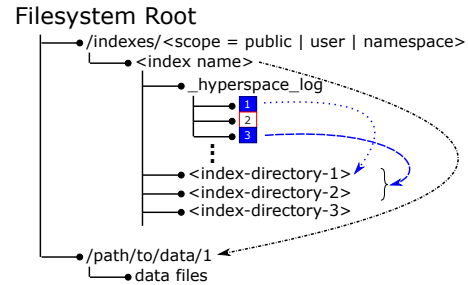 Filesystem Root
/indexes/<scope = public | user | namespace>
<index name>
_hyperspace_log
1
2
3
<index-directory-1>
<index-directory-2>
<index-directory-3>
/path/to/data/1
data files